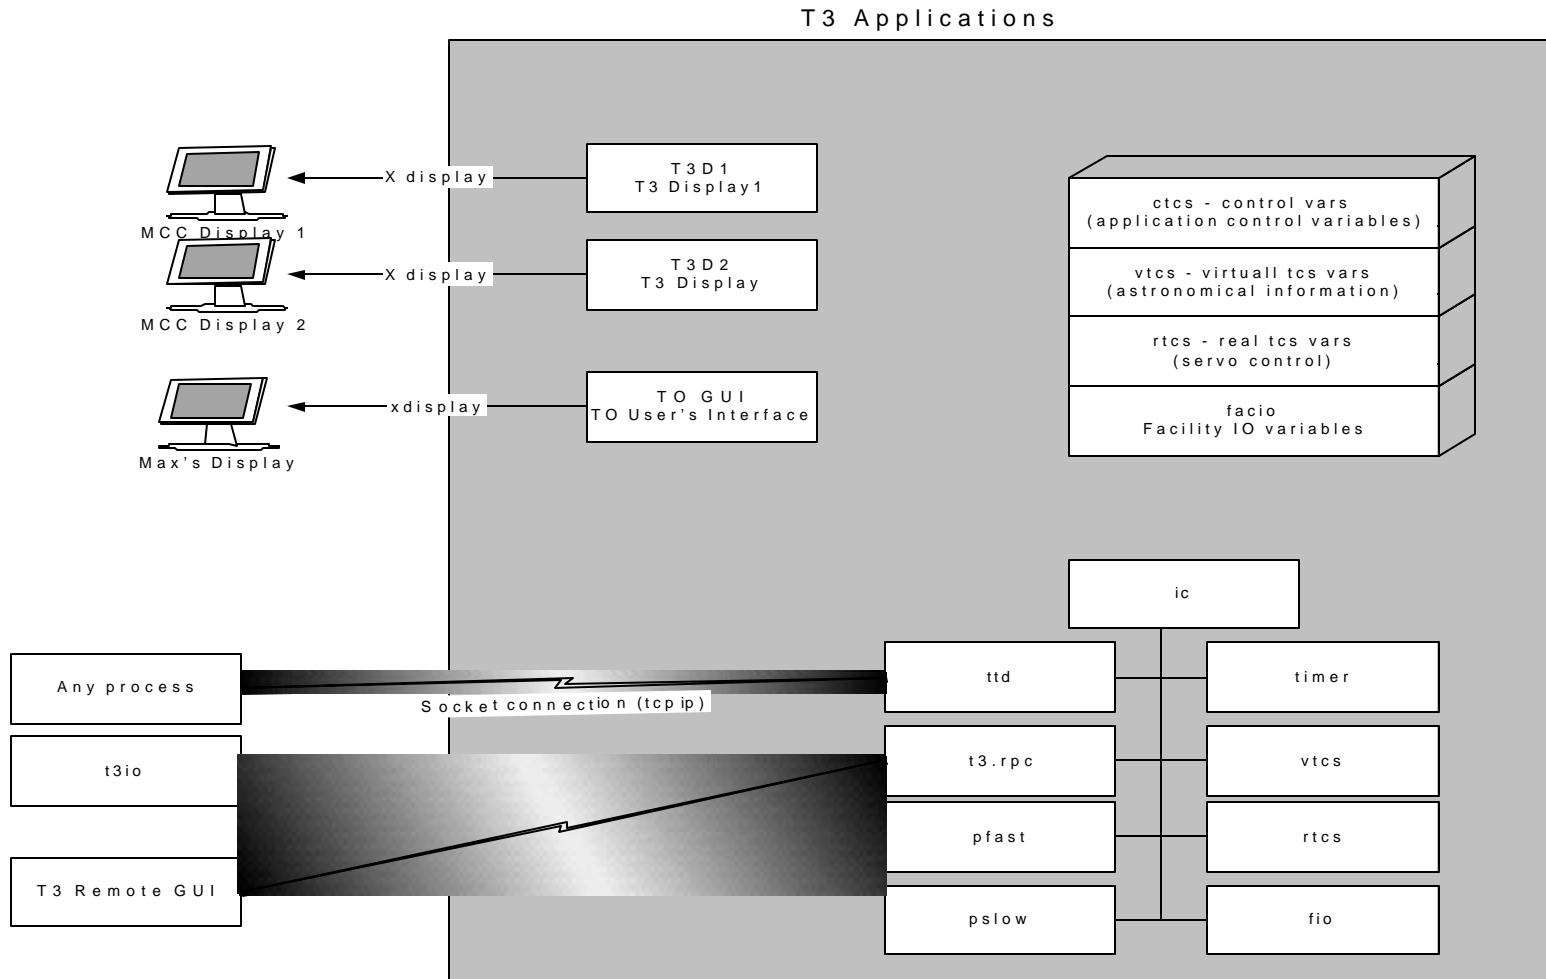 T3 Applications
X display
T3D1
T3 Display1
MCC Display 1
X display
T3D2
T3 Display
MCC Display 2
xdisplay
TO GUI
TO User's Interface
Max's Display
ctcs - control vars
(application control variables)
vtcs - virtuall tcs vars
(astronomical information)
rtcs - real tcs vars
(servo control)
facio
Facility IO variables
ic
Any process
Socket connection (tcpip)
ttd
timer
t3io
t3.rpc
vtcs
pfast
rtcs
T3 Remote GUI
pslow
fio